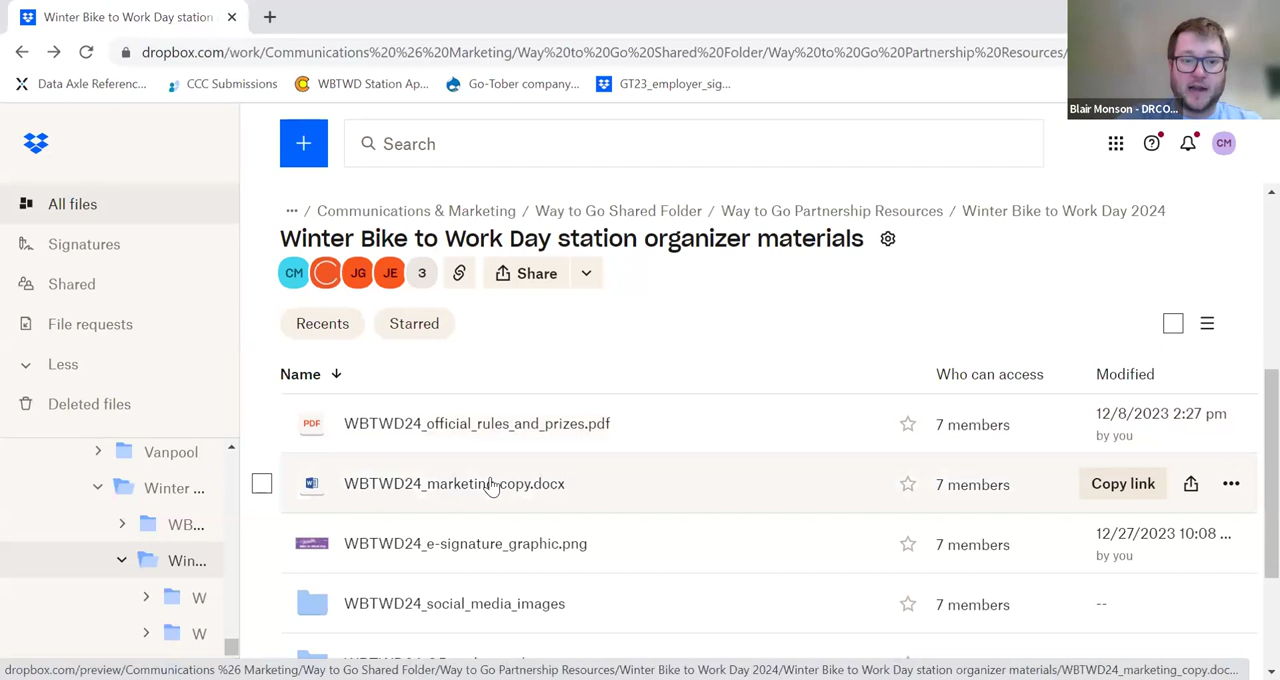 Winter Bike to Work Day station
dropbox.com/work/Communications%20%26%20Marketing/Way%20to%20Go%20Shared%20Folder/Way%20to%20Go%20Partnership%20Resources/
Data Axle Referenc...
CCC Submissions
WBTWD Station Ap...
Go-Tober company...
GT23_employer_sig...
Blair Monson - DRCO...
+
Search
CM
All files
Signatures
Shared
File requests
Less
Deleted files
Vanpool
Winter ...
WB...
Win...
W
W
... / Communications & Marketing / Way to Go Shared Folder / Way to Go Partnership Resources / Winter Bike to Work Day 2024
Winter Bike to Work Day station organizer materials
CM JG JE 3 Share
Recents Starred
Name Who can access Modified
PDF WBTWD24_official_rules_and_prizes.pdf 7 members 12/8/2023 2:27 pm
by you
WBTWD24_marketing_copy.docx 7 members Copy link
WBTWD24_e-signature_graphic.png 7 members 12/27/2023 10:08 ...
by you
WBTWD24_social_media_images 7 members --
dropbox.com/preview/Communications %26 Marketing/Way to Go Shared Folder/Way to Go Partnership Resources/Winter Bike to Work Day 2024/Winter Bike to Work Day station organizer materials/WBTWD24_marketing_copy.doc...